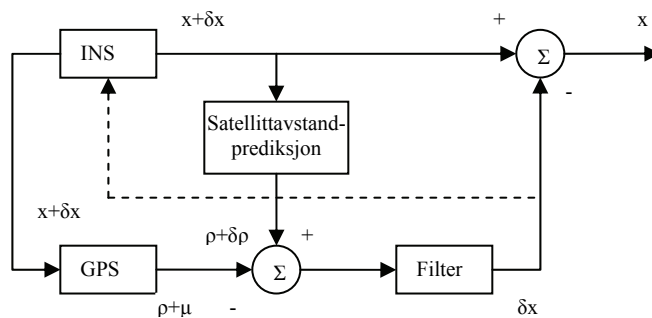 x+δx
+
x
INS
Σ
-
Satellittavstand-
prediksjon
x+δx
ρ+δρ
+
GPS
Σ
Filter
ρ+μ
-
δx